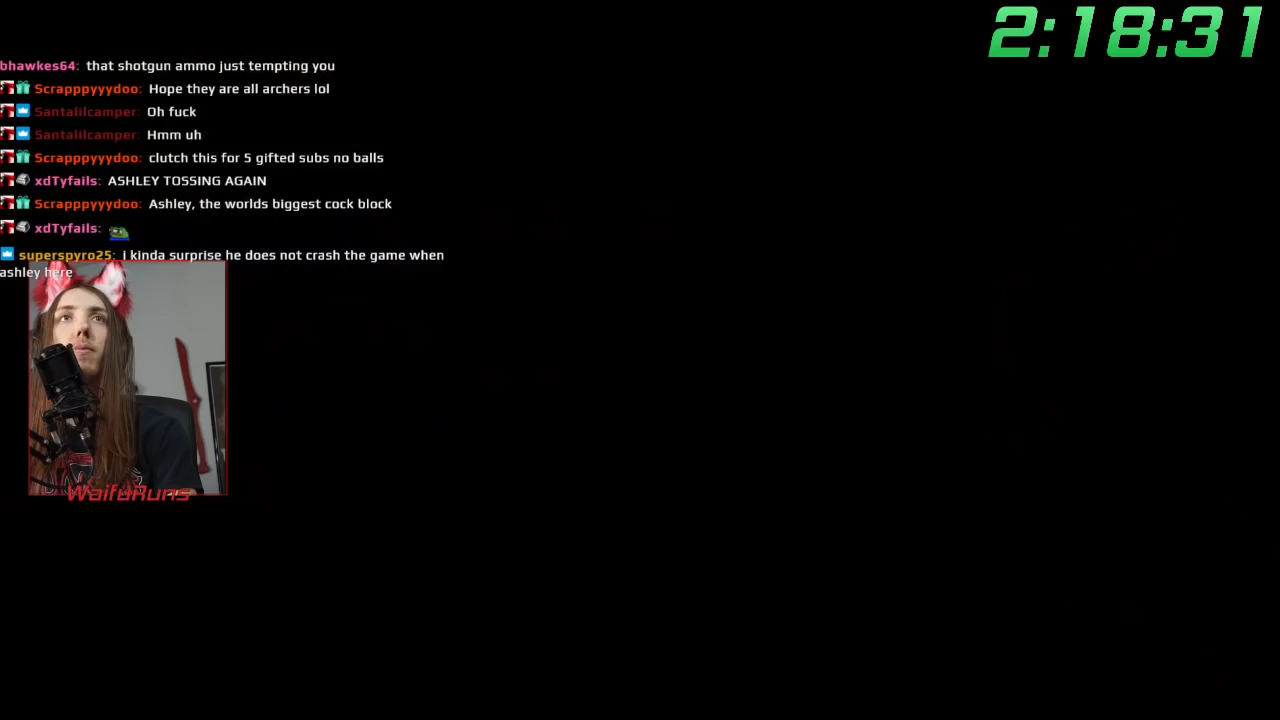 2:18:31
bhawkes64: that shotgun ammo just tempting you
Scrapppyyydoo: Hope they are all archers lol
Santalilcamper: Oh fuck
Santalilcamper: Hmm uh
Scrapppyyydoo: clutch this for 5 gifted subs no balls
xdTyfails: ASHLEY TOSSING AGAIN
Scrapppyyydoo: Ashley, the worlds biggest cock block
xdTyfails:
superspyro25: i kinda surprise he does not crash the game when
ashley here
WaifuRuns